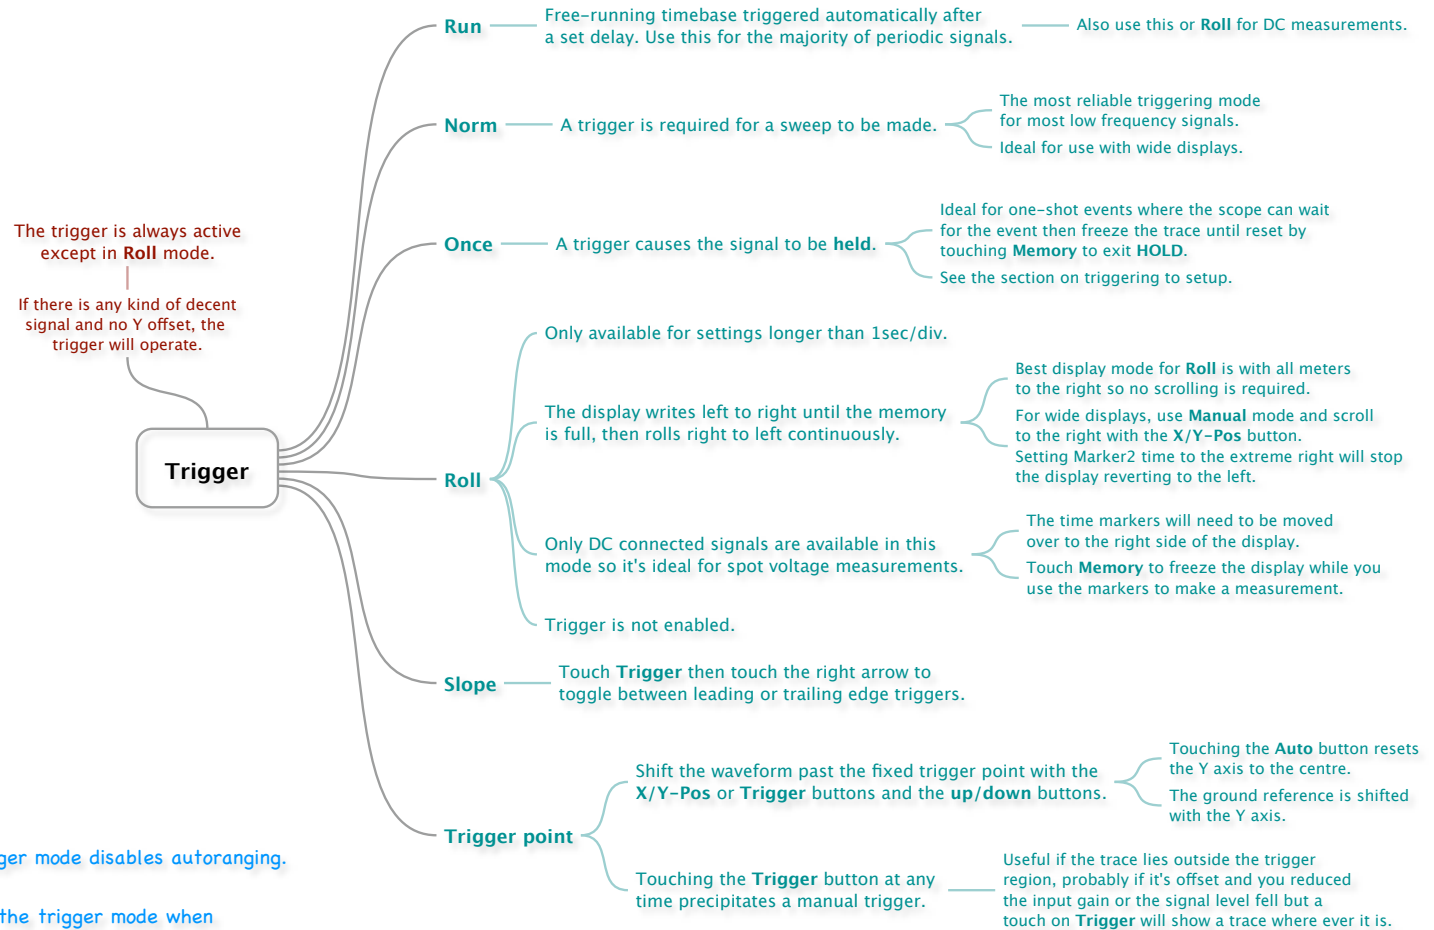 Run
Free-running timebase triggered automatically after
a set delay. Use this for the majority of periodic signals.
Also use this or Roll for DC measurements.
Norm
A trigger is required for a sweep to be made.
The most reliable triggering mode
for most low frequency signals.
Ideal for use with wide displays.
The trigger is always active
except in Roll mode.
If there is any kind of decent
signal and no Y offset, the
trigger will operate.
Once
A trigger causes the signal to be held.
Ideal for one-shot events where the scope can wait
for the event then freeze the trace until reset by
touching Memory to exit HOLD.
See the section on triggering to setup.
Trigger
Roll
Only available for settings longer than 1sec/div.
The display writes left to right until the memory
is full, then rolls right to left continuously.
Best display mode for Roll is with all meters
to the right so no scrolling is required.
For wide displays, use Manual mode and scroll
to the right with the X/Y-Pos button.
Setting Marker2 time to the extreme right will stop
the display reverting to the left.
Only DC connected signals are available in this
mode so it's ideal for spot voltage measurements.
The time markers will need to be moved
over to the right side of the display.
Touch Memory to freeze the display while you
use the markers to make a measurement.
Trigger is not enabled.
Slope
Touch Trigger then touch the right arrow to
toggle between leading or trailing edge triggers.
Trigger point
Shift the waveform past the fixed trigger point with the
X/Y-Pos or Trigger buttons and the up/down buttons.
Touching the Auto button resets
the Y axis to the centre.
The ground reference is shifted
with the Y axis.
Touching the Trigger button at any
time precipitates a manual trigger.
Useful if the trace lies outside the trigger
region, probably if it's offset and you reduced
the input gain or the signal level fell but a
touch on Trigger will show a trace where ever it is.
mode disables autoranging.
the trigger mode when